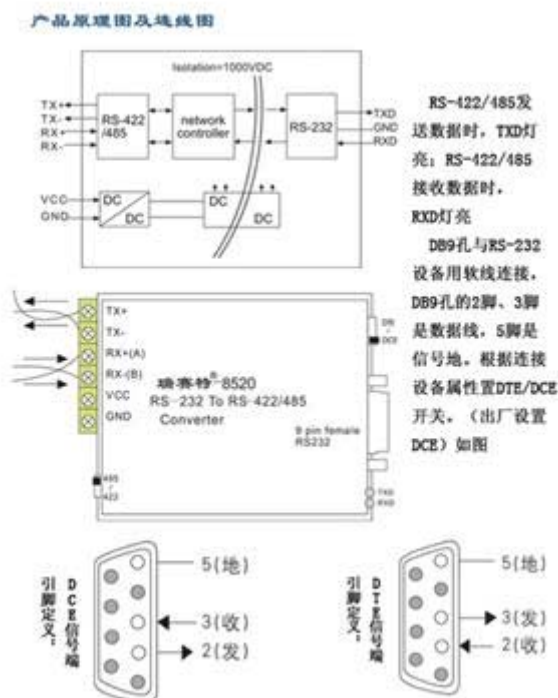 产品原理图及连线图
Isolation=1000VDC
TX+
TX-
RX+
RX-
RS-422
/485
network
controller
RS-232
TXD
GND
RXD
VCC
GND
DC
DC
DC
DC
RS-422/485发
送数据时，TXD灯
亮；RS-422/485
接收数据时，
RXD灯亮
DB9孔与RS-232
设备用软线连接，
DB9孔的2脚、3脚
是数据线，5脚是
信号地。根据连接
设备属性置DTE/DCE
开关。（出厂设置
DCE）如图
TX+
TX-
RX+(A)
RX-(B)
VCC
GND
瑞赛特®-8520
RS-232 To RS-422/485
Converter
DCE
9 pin female
RS232
485
422
TXD
RXD
DCE信号端
引脚定义：
5(地)
3(收)
2(发)
DTE信号端
引脚定义：
5(地)
3(发)
2(收)